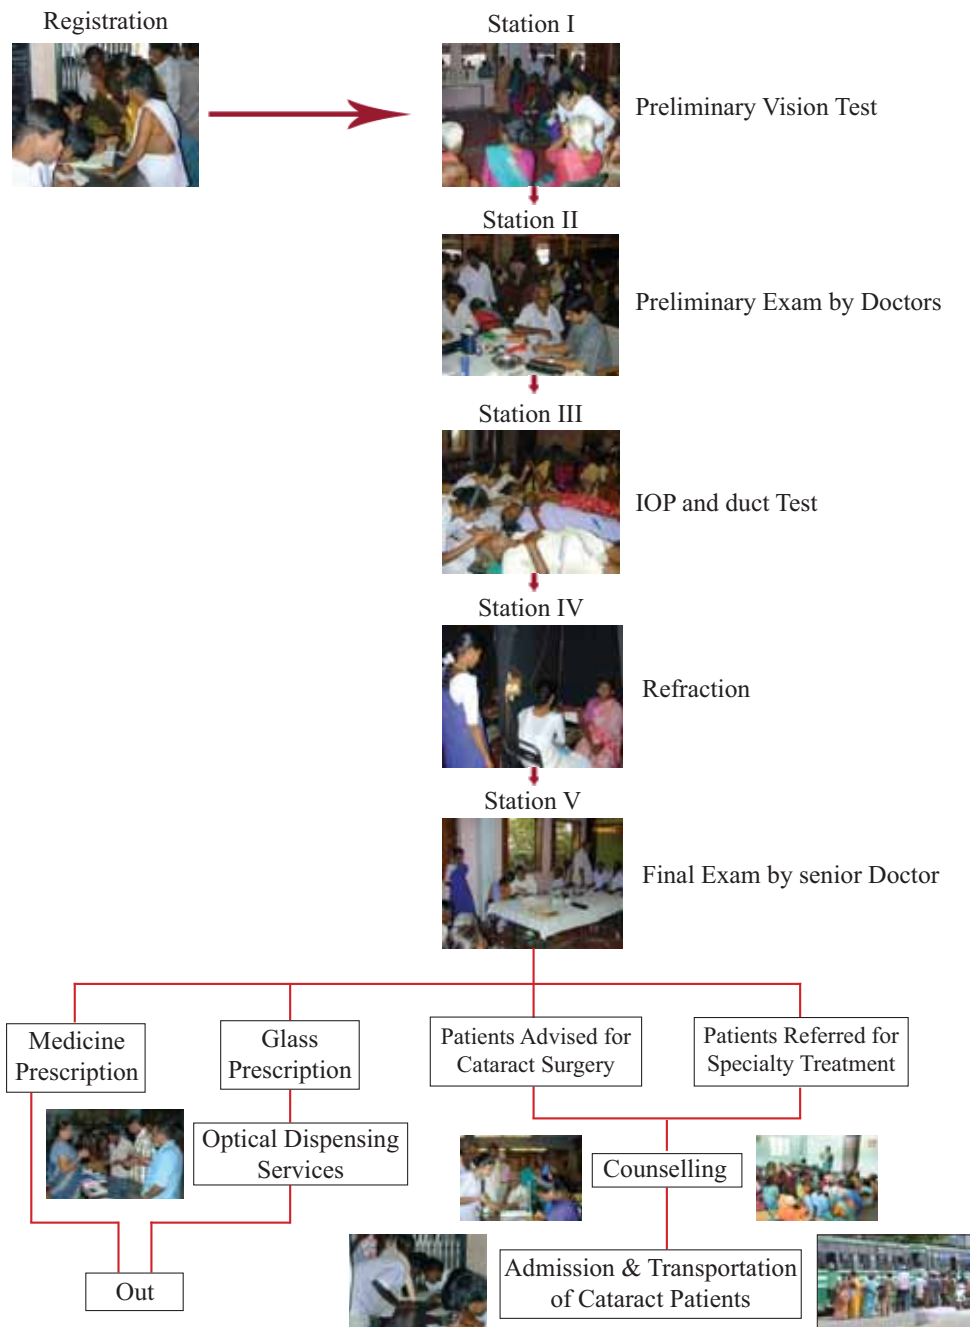 Registration
Station I
Preliminary Vision Test
Station II
Preliminary Exam by Doctors
Station III
IOP and duct Test
Station IV
Refraction
Station V
Final Exam by senior Doctor
Medicine
Prescription
Glass
Prescription
Patients Advised for
Cataract Surgery
Patients Referred for
Specialty Treatment
Optical Dispensing
Services
Counselling
Out
Admission & Transportation
of Cataract Patients